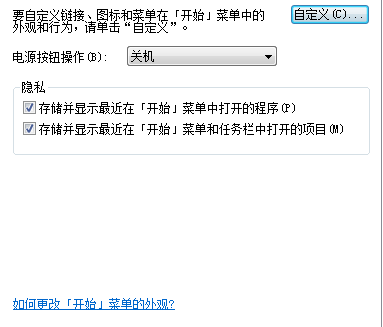 要自定义链接、图标和菜单在「开始」菜单中的
外观和行为，请单击“自定义”。
自定义(C)...
电源按钮操作(B):
关机
隐私
存储并显示最近在「开始」菜单中打开的程序(P)
存储并显示最近在「开始」菜单和任务栏中打开的项目(M)
如何更改「开始」菜单的外观?